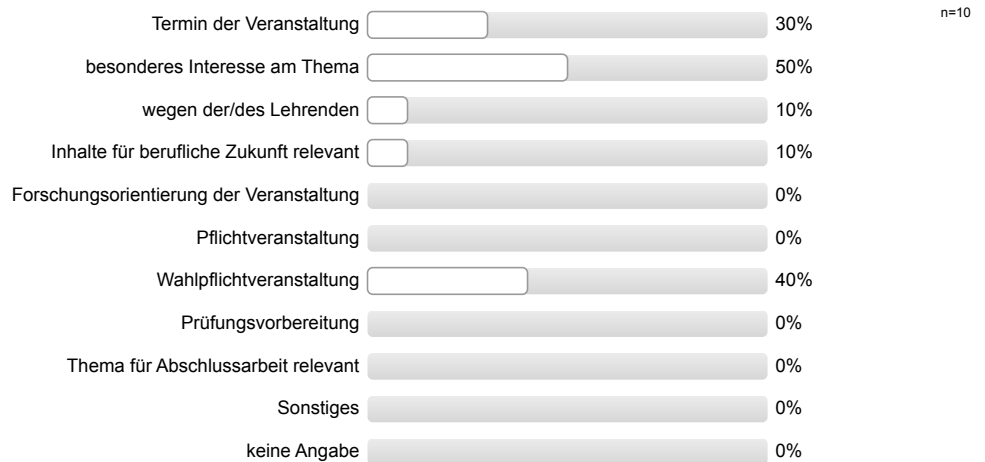 n=10
Termin der Veranstaltung 30%
besonderes Interesse am Thema 50%
wegen der/des Lehrenden 10%
Inhalte für berufliche Zukunft relevant 10%
Forschungsorientierung der Veranstaltung 0%
Pflichtveranstaltung 0%
Wahlpflichtveranstaltung 40%
Prüfungsvorbereitung 0%
Thema für Abschlussarbeit relevant 0%
Sonstiges 0%
keine Angabe 0%